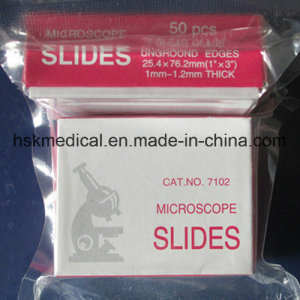 50 pcs
MICROSCOPE
SLIDES
UNGROUND EDGES
25.4×76.2mm(1"×3")
1mm-1.2mm THICK
hskmedical.en.made-in-china.com
CAT.NO. 7102
MICROSCOPE
SLIDES